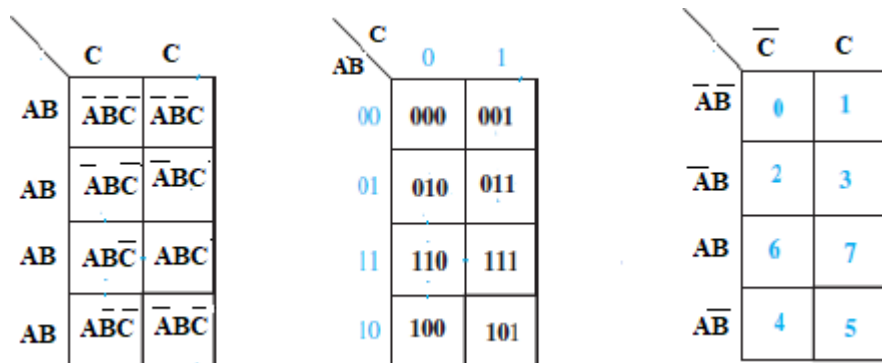 C C
AB A̅B̅C̅ A̅B̅C
AB A̅BC̅ A̅BC
AB ABC̅ ABC
AB AB̅C̅ A̅BC̅
C
AB 0 1
00 000 001
01 010 011
11 110 111
10 100 101
C̅ C
A̅B̅ 0 1
A̅B 2 3
AB 6 7
AB̅ 4 5